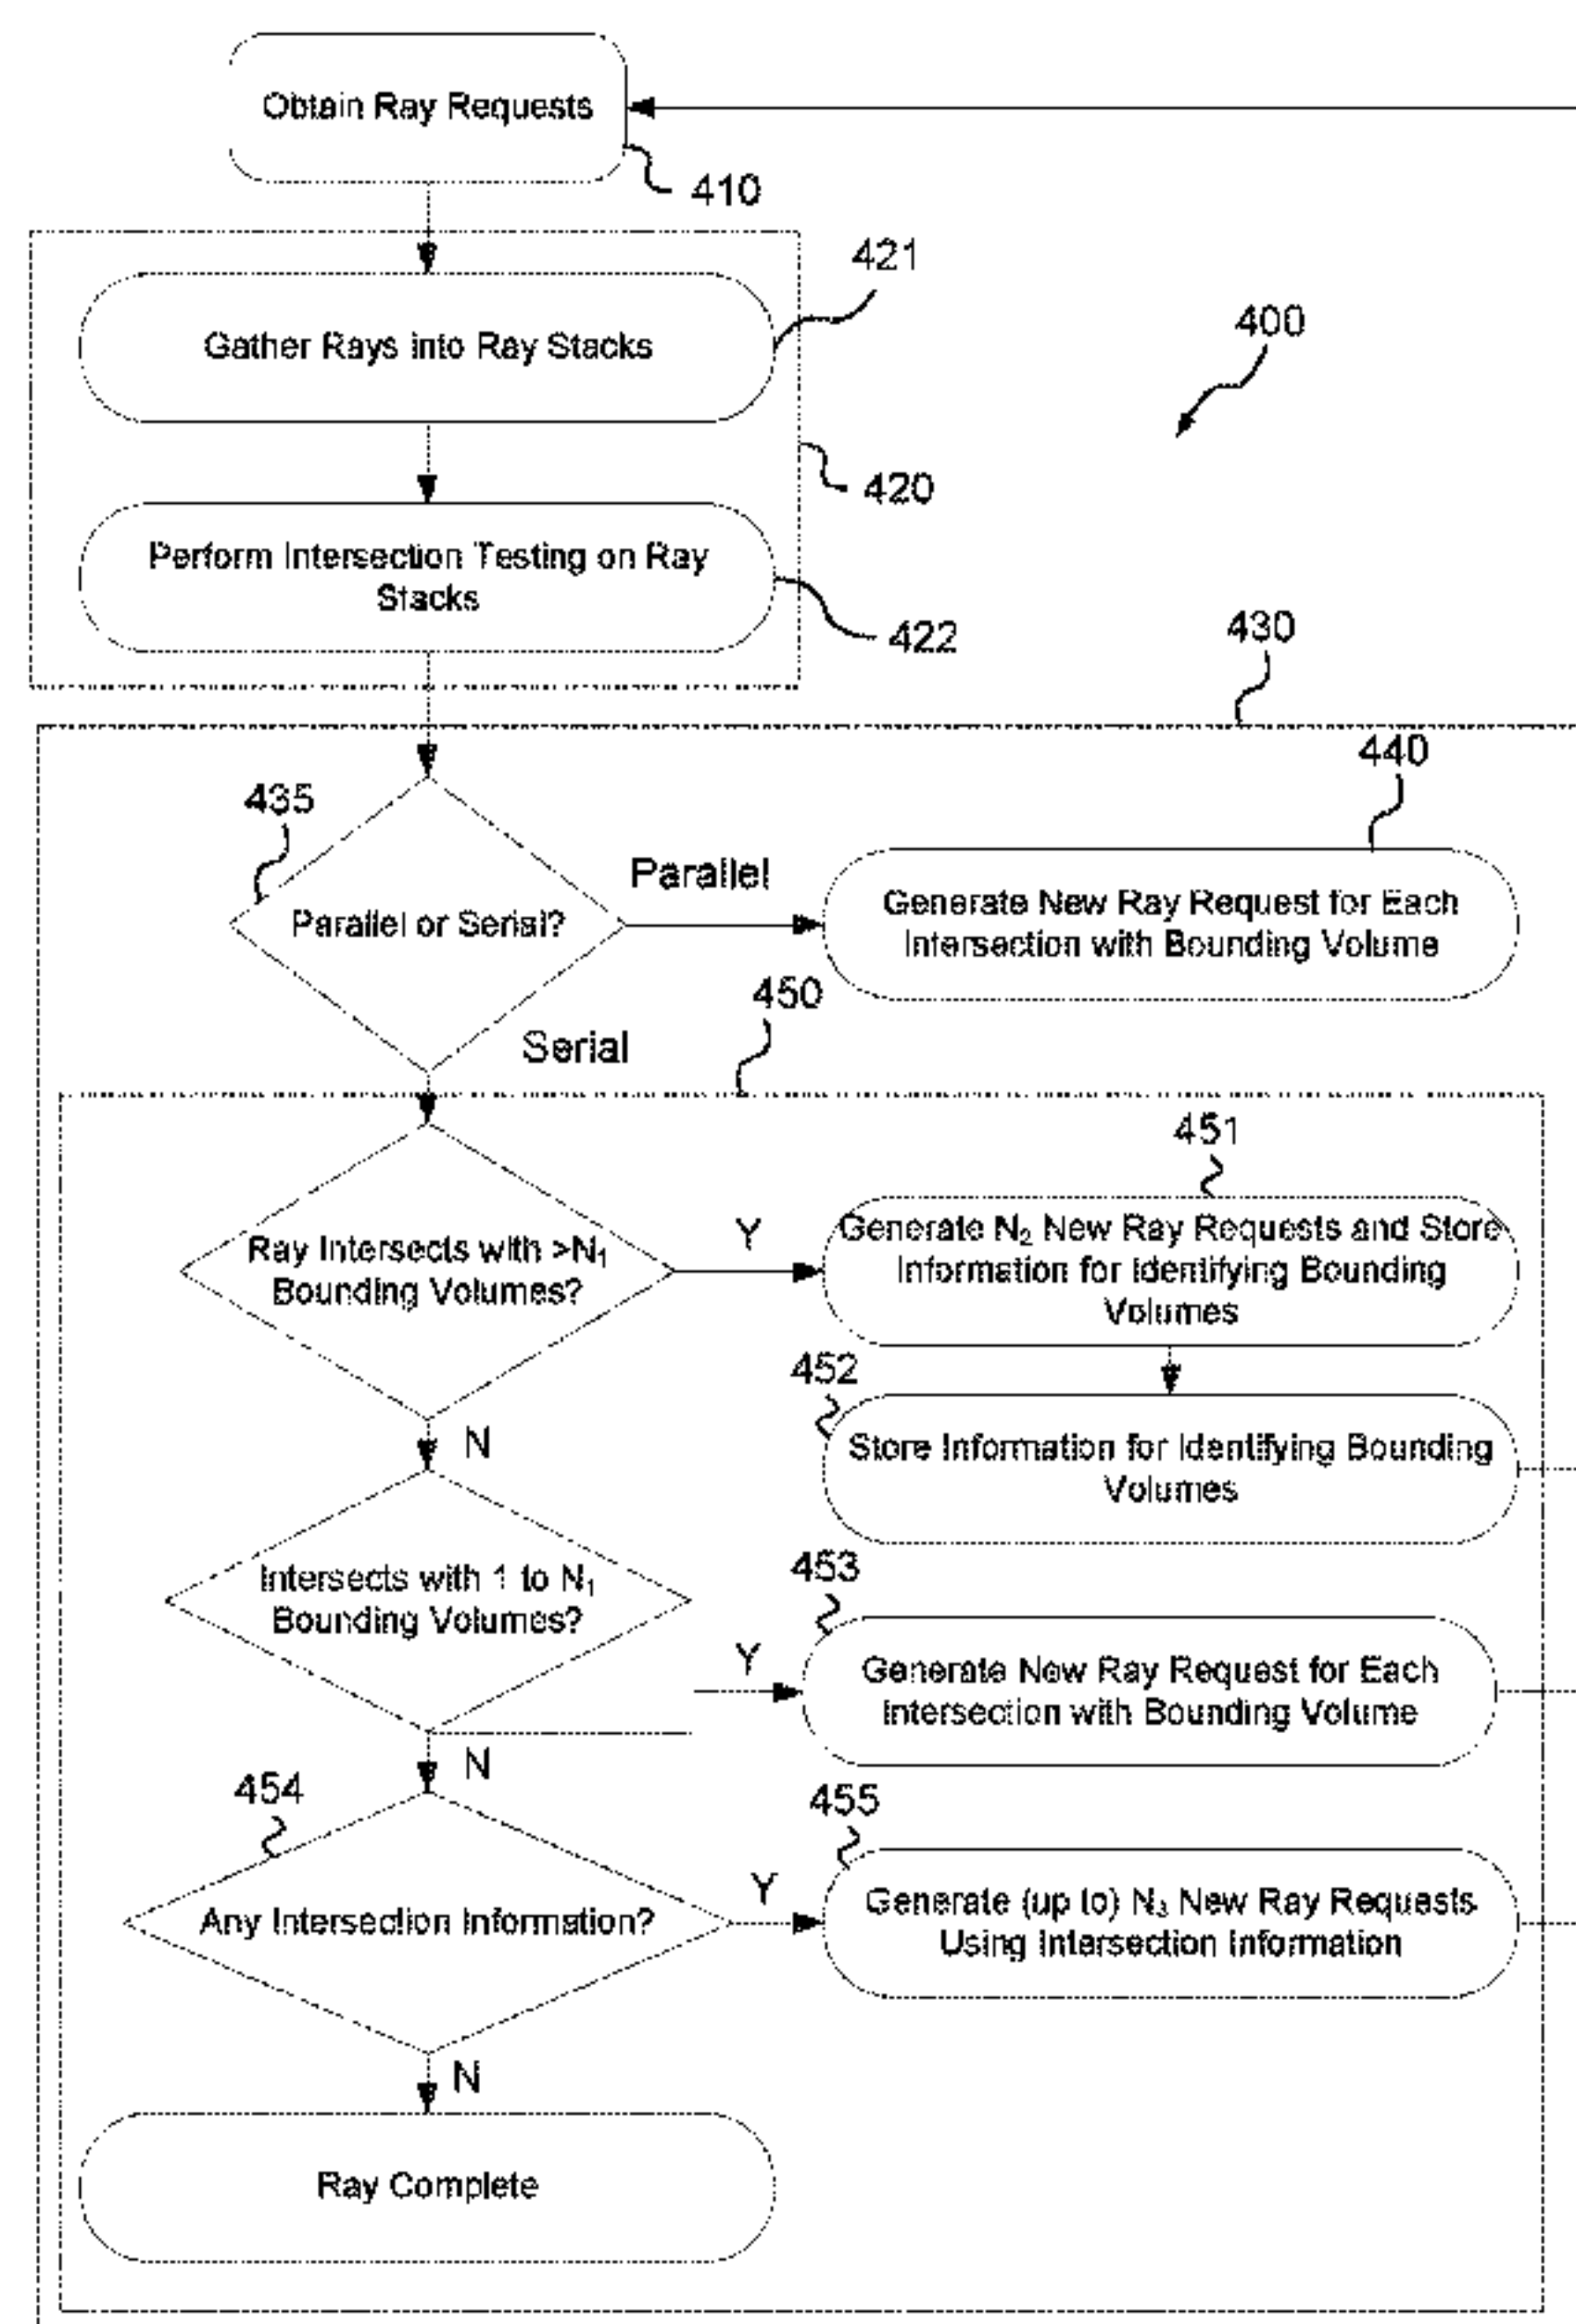 Obtain Ray Requests
410
421
Gather Rays into Ray Stacks
400
420
Perform Intersection Testing on Ray
Stacks
422
430
440
435
Parallel
Parallel or Serial?
Generate New Ray Request for Each
Intersection with Bounding Volume
450
Serial
451
Ray Intersects with >N₁
Bounding Volumes?
Y
Generate N₂ New Ray Requests and Store
Information for Identifying Bounding
Volumes
452
N
Store Information for Identifying Bounding
Volumes
453
Intersects with 1 to N₁
Bounding Volumes?
Y
Generate New Ray Request for Each
Intersection with Bounding Volume
N
454
455
Any Intersection Information?
Y
Generate (up to) N₃ New Ray Requests
Using Intersection Information
N
Ray Complete